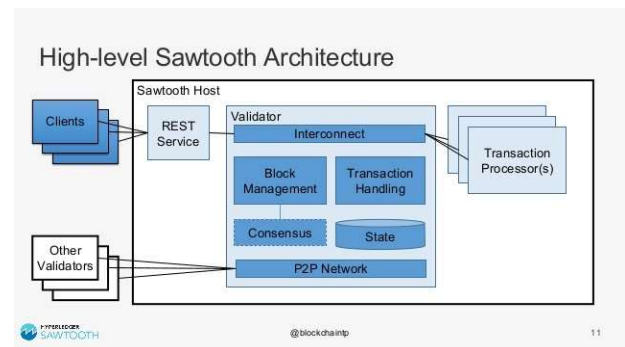 High-level Sawtooth Architecture
Sawtooth Host
Clients
REST
Service
Validator
Interconnect
Block
Management
Transaction
Handling
Consensus
State
P2P Network
Transaction
Processor(s)
Other
Validators
HYPERLEDGER
SAWTOOTH
@blockchaintp
11